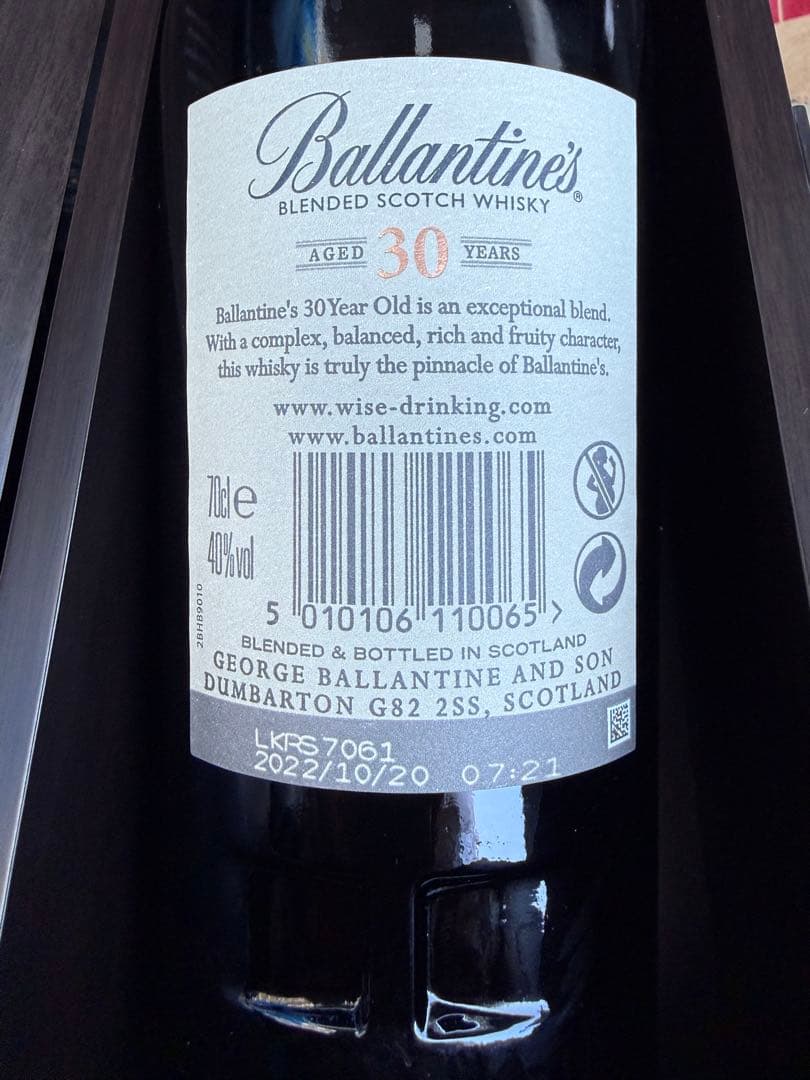 Ballantine's®
BLENDED SCOTCH WHISKY
AGED 30 YEARS
Ballantine's 30 Year Old is an exceptional blend.
With a complex, balanced, rich and fruity character,
this whisky is truly the pinnacle of Ballantine's.
www.wise-drinking.com
www.ballantines.com
70cl e
40%vol
2BHB9010
5 010106 110065 >
BLENDED & BOTTLED IN SCOTLAND
GEORGE BALLANTINE AND SON
DUMBARTON G82 2SS, SCOTLAND
LKRS7061
2022/10/20 07:21